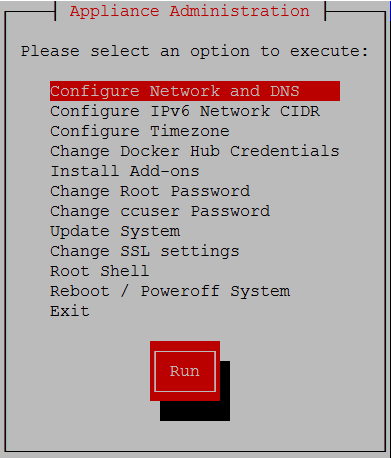 Appliance Administration
Please select an option to execute:
Configure Network and DNS
Configure IPv6 Network CIDR
Configure Timezone
Change Docker Hub Credentials
Install Add-ons
Change Root Password
Change ccuser Password
Update System
Change SSL settings
Root Shell
Reboot / Poweroff System
Exit
Run